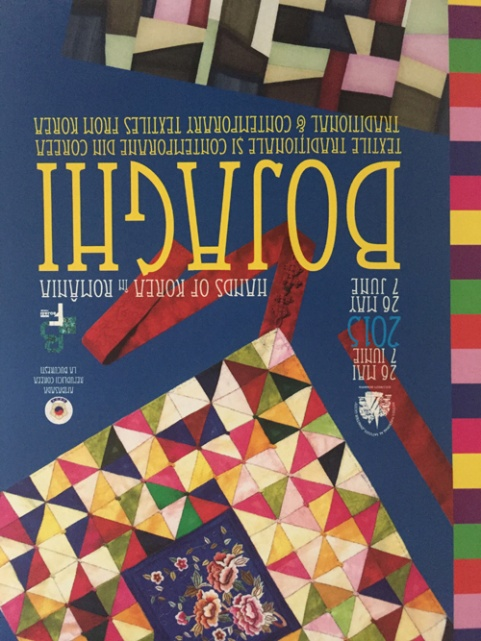 AMBASADA
REPUBLICII COREEA
LA BUCUREȘTI
26 MAI
7 IUNIE
2015
26 MAY
7 JUNE
HANDS OF KOREA in ROMÂNIA
BOJAGHI
TEXTILE TRADIȚIONALE ȘI CONTEMPORANE DIN COREEA
TRADITIONAL & CONTEMPORARY TEXTILES FROM KOREA